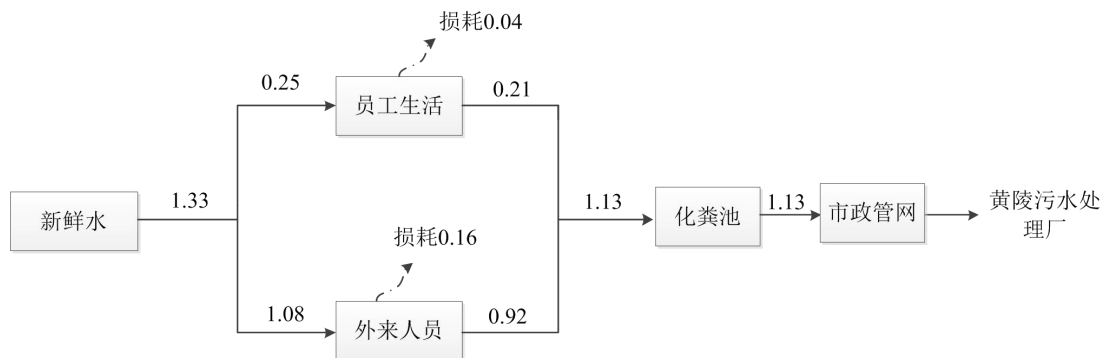 损耗0.04
0.25
员工生活
0.21
新鲜水
1.33
1.13
化粪池
1.13
市政管网
黄陵污水处
理厂
损耗0.16
1.08
外来人员
0.92